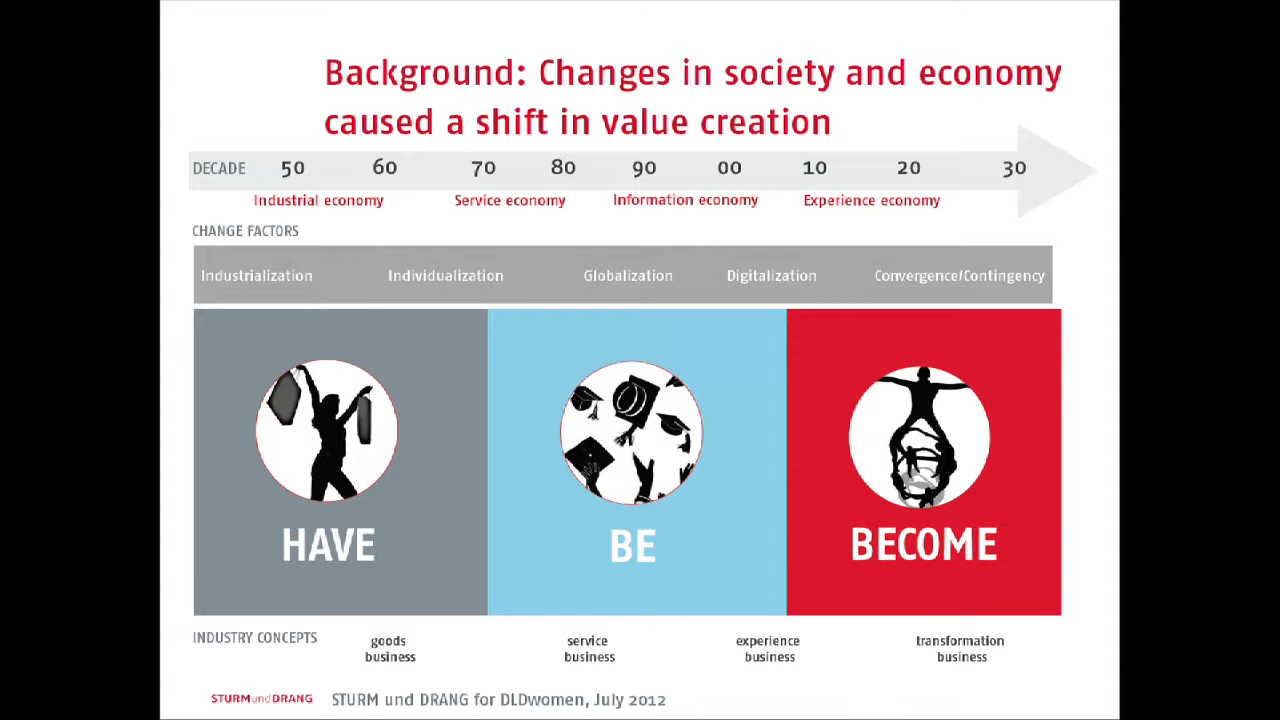 Background: Changes in society and economy
caused a shift in value creation
DECADE 50 60 70 80 90 00 10 20 30
Industrial economy Service economy Information economy Experience economy
CHANGE FACTORS
Industrialization Individualization Globalization Digitalization Convergence/Contingency
HAVE BE BECOME
INDUSTRY CONCEPTS goods service experience transformation
business business business business
STURMundDRANG STURM und DRANG for DLDwomen, July 2012